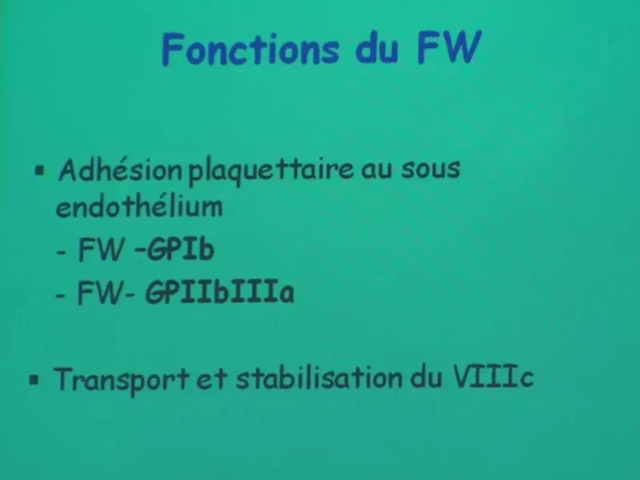 Fonctions du FW
▪ Adhésion plaquettaire au sous
endothélium
- FW -GPIb
- FW- GPIIbIIIa
▪ Transport et stabilisation du VIIIc